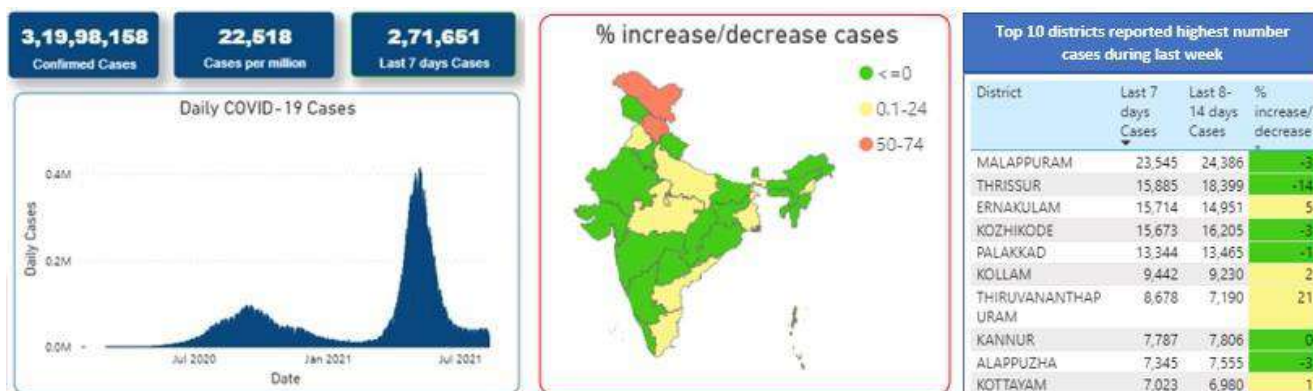 3,19,98,158
Confirmed Cases
22,518
Cases per million
2,71,651
Last 7 days Cases
Daily COVID-19 Cases
0.4M
0.2M
0.0M
Daily Cases
Jul 2020
Jan 2021
Jul 2021
Date
% increase/decrease cases
<=0
0.1-24
50-74
Top 10 districts reported highest number
cases during last week
District Last 7 Last 8- %
days 14 days increase/
Cases Cases decrease
MALAPPURAM 23,545 24,386 -3
THRISSUR 15,885 18,399 -14
ERNAKULAM 15,714 14,951 5
KOZHIKODE 15,673 16,205 -3
PALAKKAD 13,344 13,465 -1
KOLLAM 9,442 9,230 2
THIRUVANANTHAP 8,678 7,190 21
URAM
KANNUR 7,787 7,806 0
ALAPPUZHA 7,345 7,555 -3
KOTTAYAM 7,023 6,980